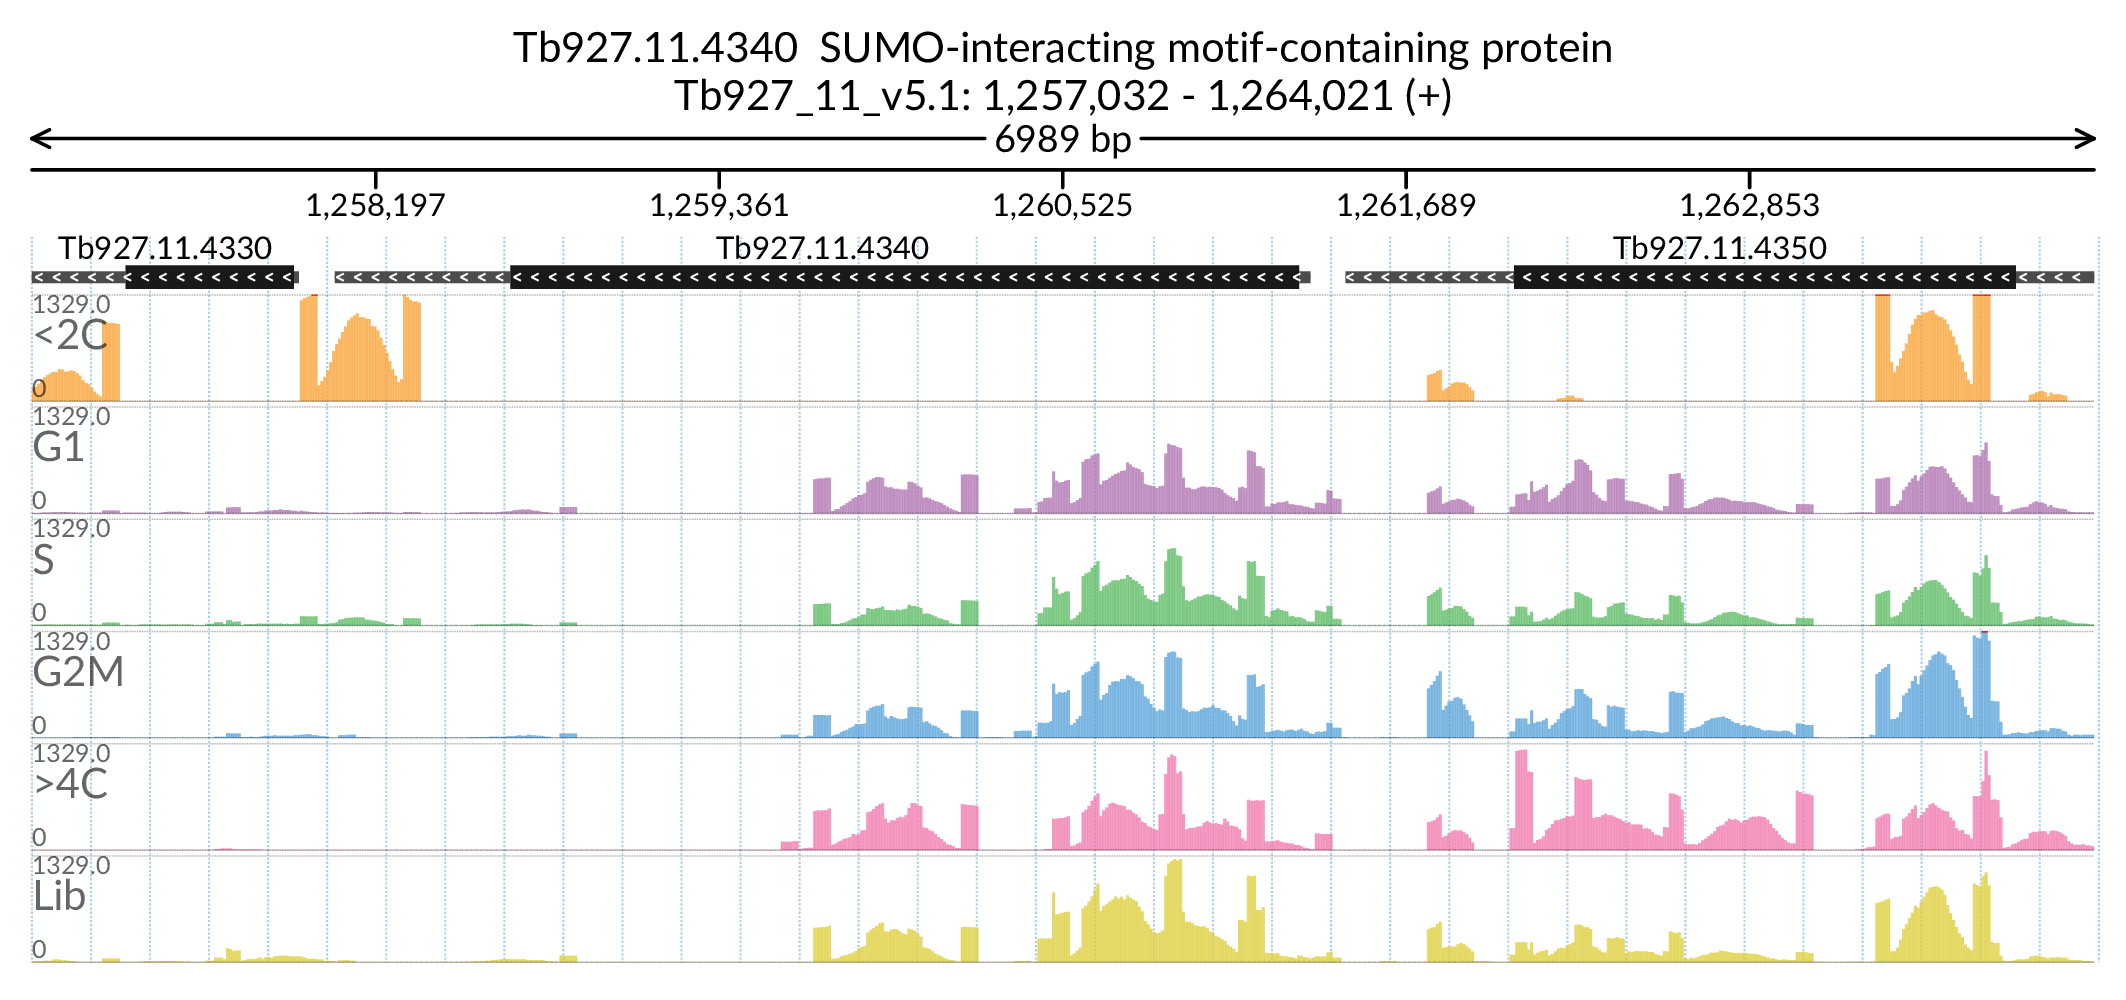 Tb927.11.4340  SUMO-interacting motif-containing protein
Tb927_11_v5.1: 1,257,032 - 1,264,021 (+)
6989 bp
1,258,197 1,259,361 1,260,525 1,261,689 1,262,853
Tb927.11.4330 Tb927.11.4340 Tb927.11.4350
1329.0
<2C
0
1329.0
G1
0
1329.0
S
0
1329.0
G2M
0
1329.0
>4C
0
1329.0
Lib
0